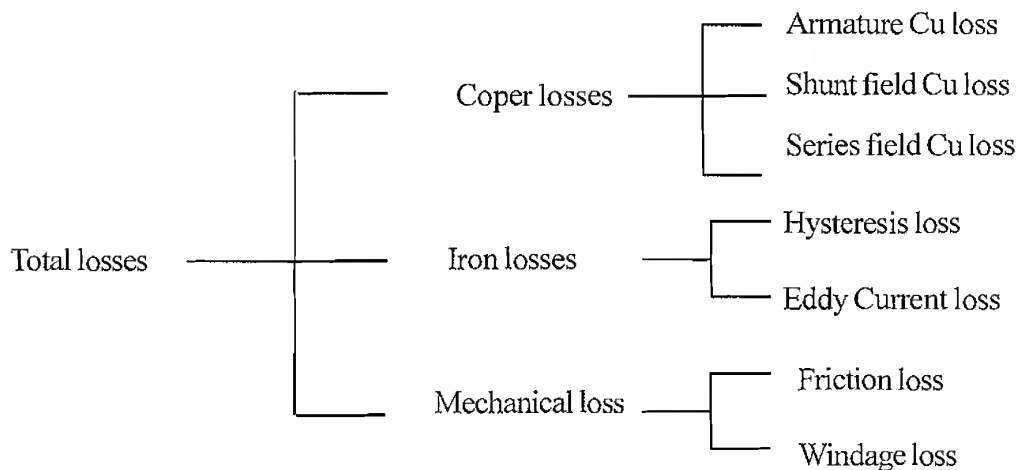 Total losses
Coper losses
Armature Cu loss
Shunt field Cu loss
Series field Cu loss
Iron losses
Hysteresis loss
Eddy Current loss
Mechanical loss
Friction loss
Windage loss